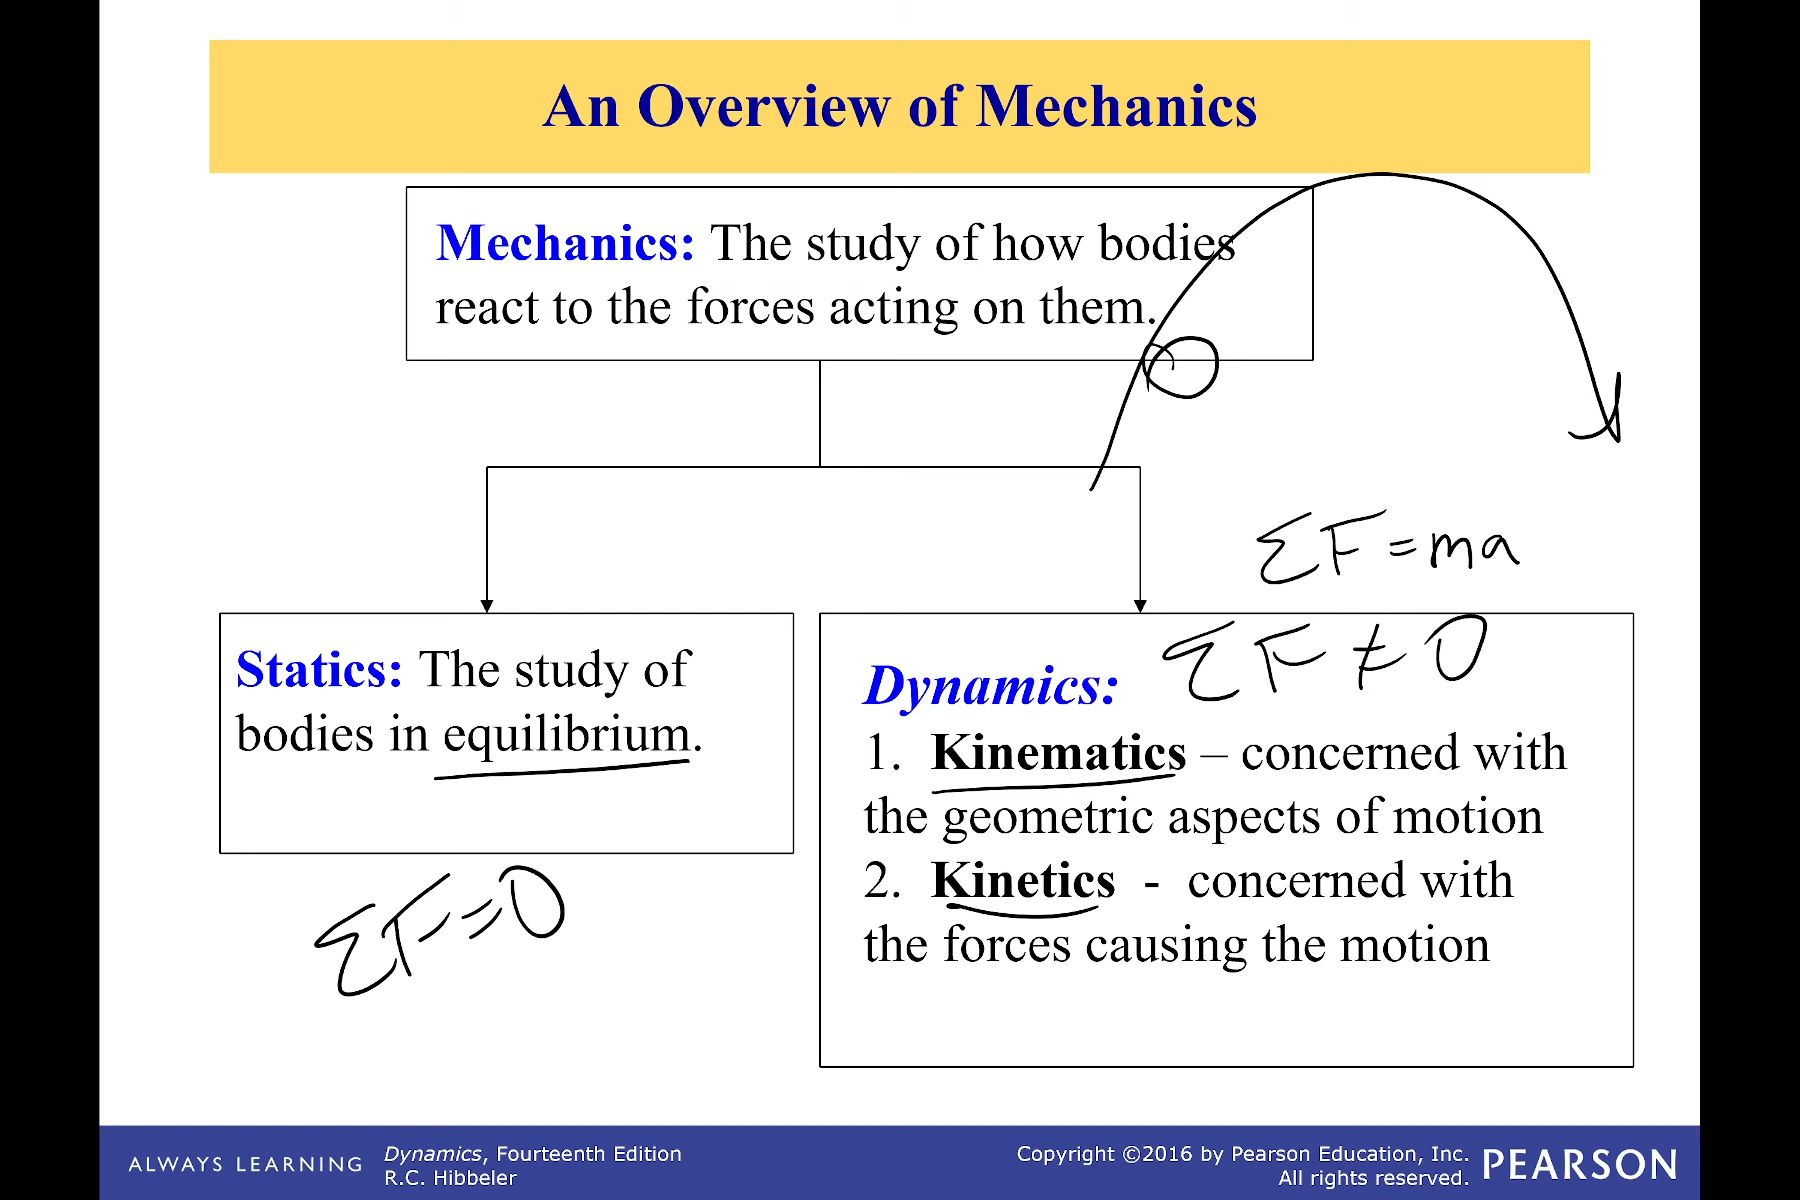 An Overview of Mechanics
Mechanics: The study of how bodies
react to the forces acting on them.
ΣF = ma
Statics: The study of
bodies in equilibrium.
ΣF = 0
Dynamics: ΣF ≠ 0
1. Kinematics – concerned with
the geometric aspects of motion
2. Kinetics - concerned with
the forces causing the motion
ALWAYS LEARNING
Dynamics, Fourteenth Edition
R.C. Hibbeler
Copyright ©2016 by Pearson Education, Inc.
All rights reserved.
PEARSON